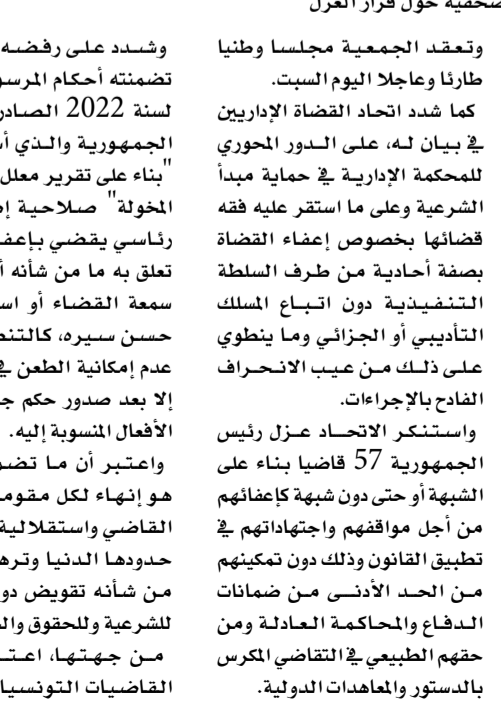 صحفية حول قرار العزل
وتعقد الجمعية مجلسا وطنيا
طارئا وعاجلا اليوم السبت.
كما شدد اتحاد القضاة الإداريين
في بيان له، على الدور المحوري
للمحكمة الإدارية في حماية مبدأ
الشرعية وعلى ما استقر عليه فقه
قضائها بخصوص إعفاء القضاة
بصفة أحادية من طرف السلطة
التنفيذية دون اتباع المسلك
التأديبي أو الجزائي وما ينطوي
على ذلك من عيب الانحراف
الفادح بالإجراءات.
واستنكر الاتحاد عزل رئيس
الجمهورية 57 قاضيا بناء على
الشبهة أو حتى دون شبهة كإعفائهم
من أجل مواقفهم واجتهاداتهم في
تطبيق القانون وذلك دون تمكينهم
من الحد الأدنى من ضمانات
الدفاع والمحاكمة العادلة ومن
حقهم الطبيعي في التقاضي المكرس
بالدستور والمعاهدات الدولية.
وشدد على رفضه
تضمنته أحكام
لسنة 2022
الجمهورية والذي
"بناء على تقرير معلل
المخولة" صلاحية
رئاسي يقضي
تعلق به ما من شأنه
سمعة القضاء أو
حسن سيره،
عدم إمكانية الطعن
إلا بعد صدور حكم
الأفعال المنسوبة إليه.
واعتبر أن ما
هو إنهاء لكل
القاضي
حدودها الدنيا
من شأنه تقويض
للشرعية وللحقوق
من جهتها،
القاضيات